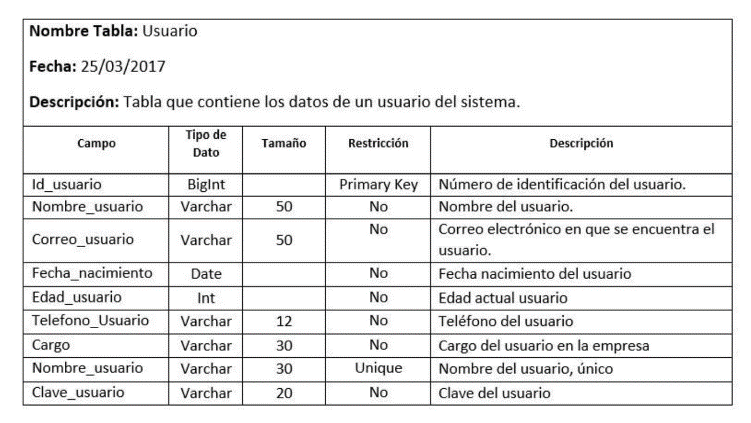 Nombre Tabla: Usuario
Fecha: 25/03/2017
Descripción: Tabla que contiene los datos de un usuario del sistema.
Campo Tipo de Dato Tamaño Restricción Descripción
Id_usuario BigInt Primary Key Número de identificación del usuario.
Nombre_usuario Varchar 50 No Nombre del usuario.
Correo_usuario Varchar 50 No Correo electrónico en que se encuentra el
usuario.
Fecha_nacimiento Date No Fecha nacimiento del usuario
Edad_usuario Int No Edad actual usuario
Telefono_Usuario Varchar 12 No Teléfono del usuario
Cargo Varchar 30 No Cargo del usuario en la empresa
Nombre_usuario Varchar 30 Unique Nombre del usuario, único
Clave_usuario Varchar 20 No Clave del usuario